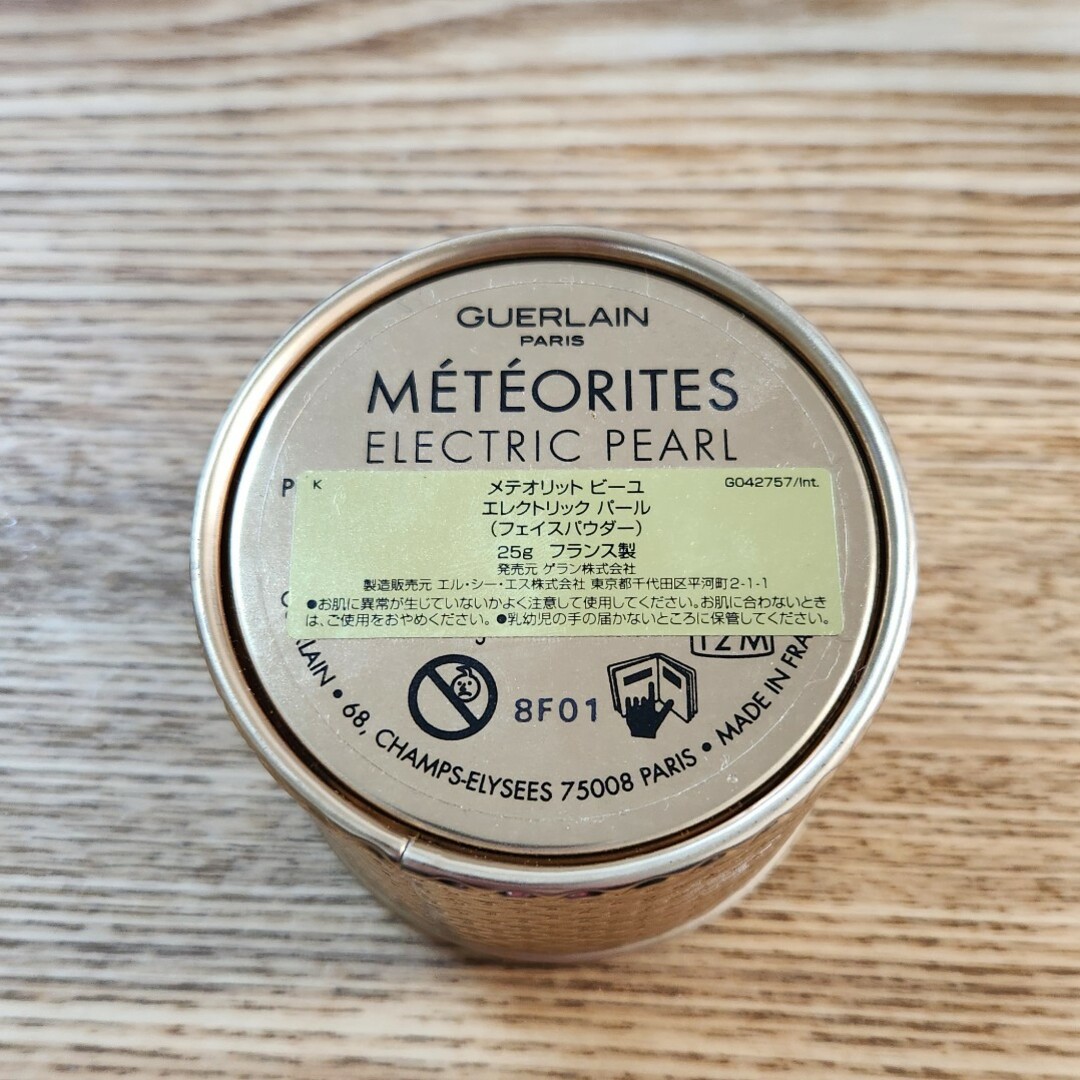 GUERLAIN
PARIS
MÉTÉORITES
ELECTRIC PEARL
P
K
G042757/Int.
メテオリット ビーユ
エレクトリック パール
(フェイスパウダー)
25g フランス製
発売元 ゲラン株式会社
製造販売元 エル・シー・エス株式会社 東京都千代田区平河町2-1-1
●お肌に異常が生じていないかよく注意して使用してください。お肌に合わないとき
は、ご使用をおやめください。●乳幼児の手の届かないところに保管してください。
12M
8F01
LAIN • 68, CHAMPS-ELYSEES 75008 PARIS • MADE IN FRA